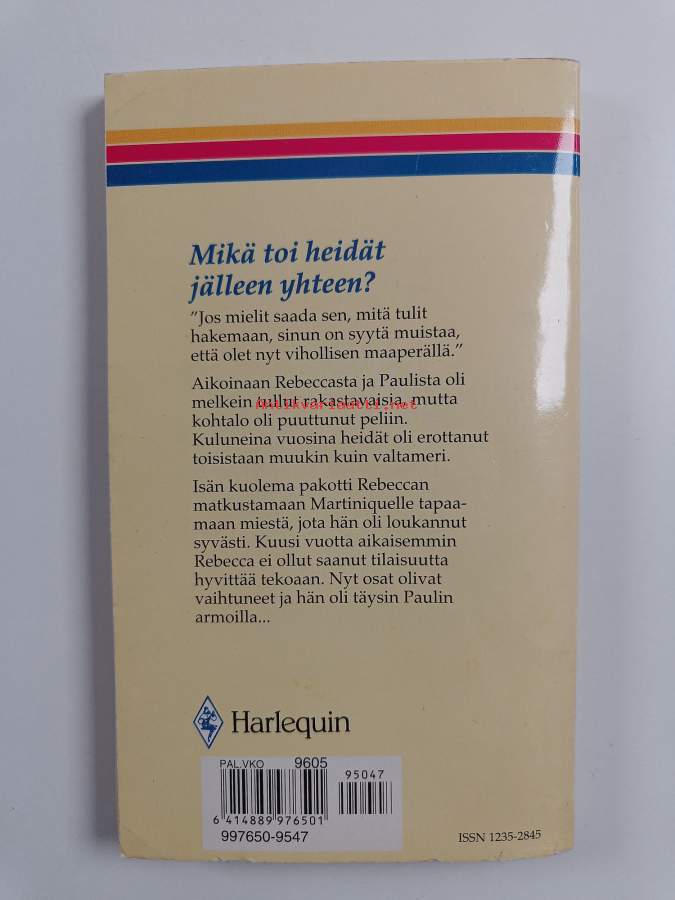 Mikä toi heidät
jälleen yhteen?
”Jos mielit saada sen, mitä tulit
hakemaan, sinun on syytä muistaa,
että olet nyt vihollisen maaperällä.”
Aikoinaan Rebeccasta ja Paulista oli
melkein tullut rakastavaisia, mutta
Antikvariaatti.net
kohtalo oli puuttunut peliin.
Kuluneina vuosina heidät oli erottanut
toisistaan muukin kuin valtameri.
Isän kuolema pakotti Rebeccan
matkustamaan Martiniquelle tapaa-
maan miestä, jota hän oli loukannut
syvästi. Kuusi vuotta aikaisemmin
Rebecca ei ollut saanut tilaisuutta
hyvittää tekoaan. Nyt osat olivat
vaihtuneet ja hän oli täysin Paulin
armoilla...
Harlequin
PAL.VKO 9605
95047
6 414889 976501
997650-9547
ISSN 1235-2845